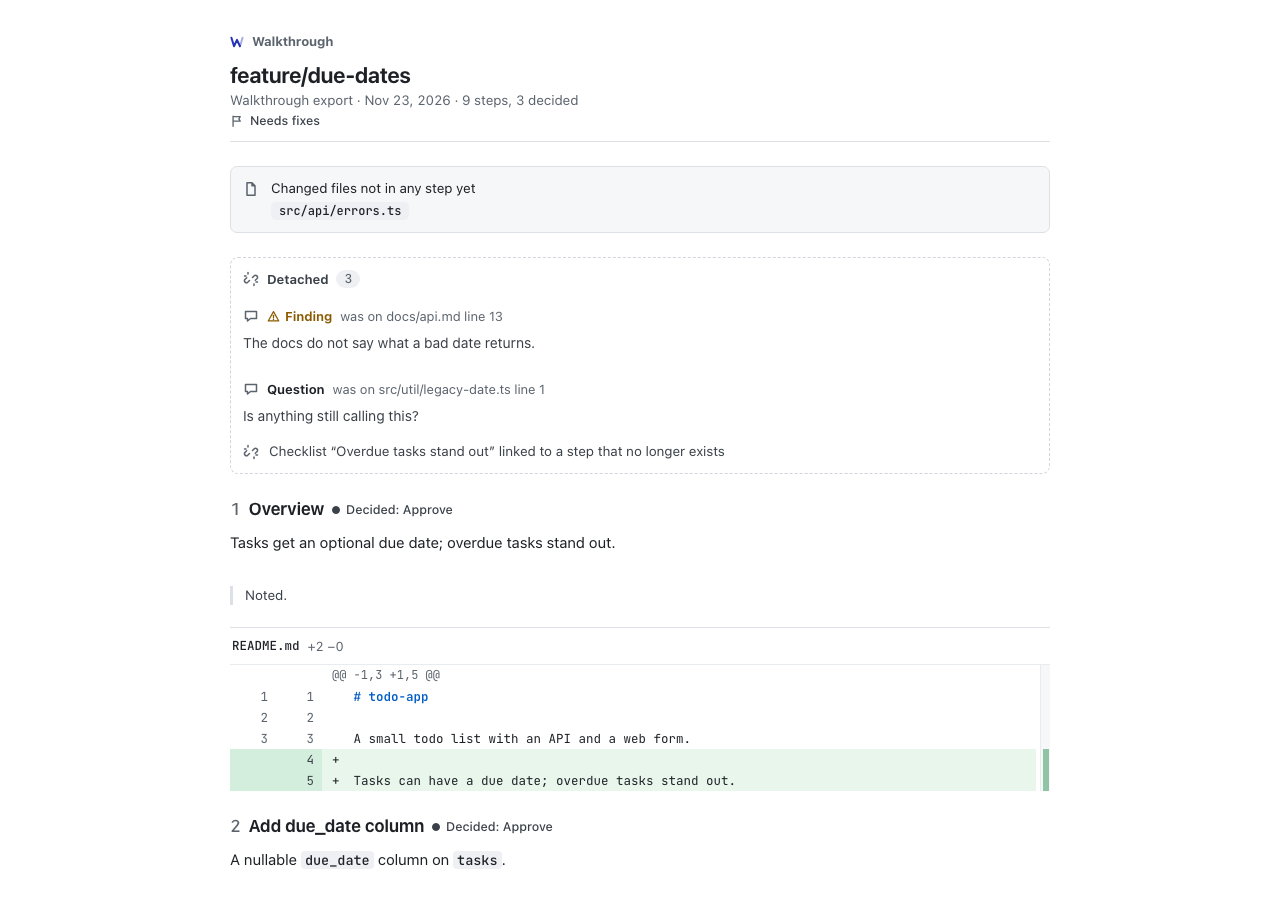 Walkthrough
feature/due-dates
Walkthrough export · Nov 23, 2026 · 9 steps, 3 decided
Needs fixes
Changed files not in any step yet
src/api/errors.ts
Detached 3
Finding was on docs/api.md line 13
The docs do not say what a bad date returns.
Question was on src/util/legacy-date.ts line 1
Is anything still calling this?
Checklist “Overdue tasks stand out” linked to a step that no longer exists
1 Overview ● Decided: Approve
Tasks get an optional due date; overdue tasks stand out.
Noted.
README.md +2 −0
@@ -1,3 +1,5 @@
1 1 # todo-app
2 2
3 3 A small todo list with an API and a web form.
4 +
5 + Tasks can have a due date; overdue tasks stand out.
2 Add due_date column ● Decided: Approve
A nullable due_date column on tasks.